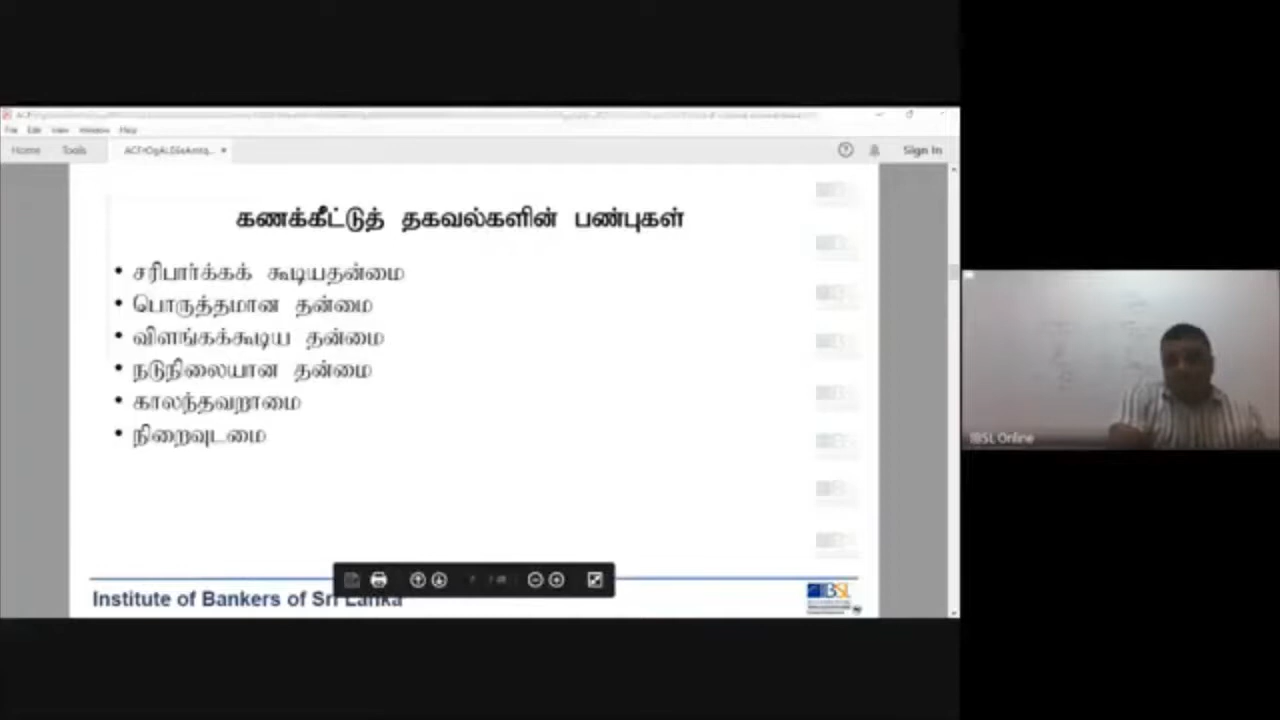 Home Tools
Sign In
கணக்கீட்டுத் தகவல்களின் பண்புகள்
• சரிபார்க்கக் கூடியதன்மை
• பொருத்தமான தன்மை
• விளங்கக்கூடிய தன்மை
• நடுநிலையான தன்மை
• காலந்தவறாமை
• நிறைவுடமை
Institute of Bankers of Sri Lanka
IBSL
IBSL Online